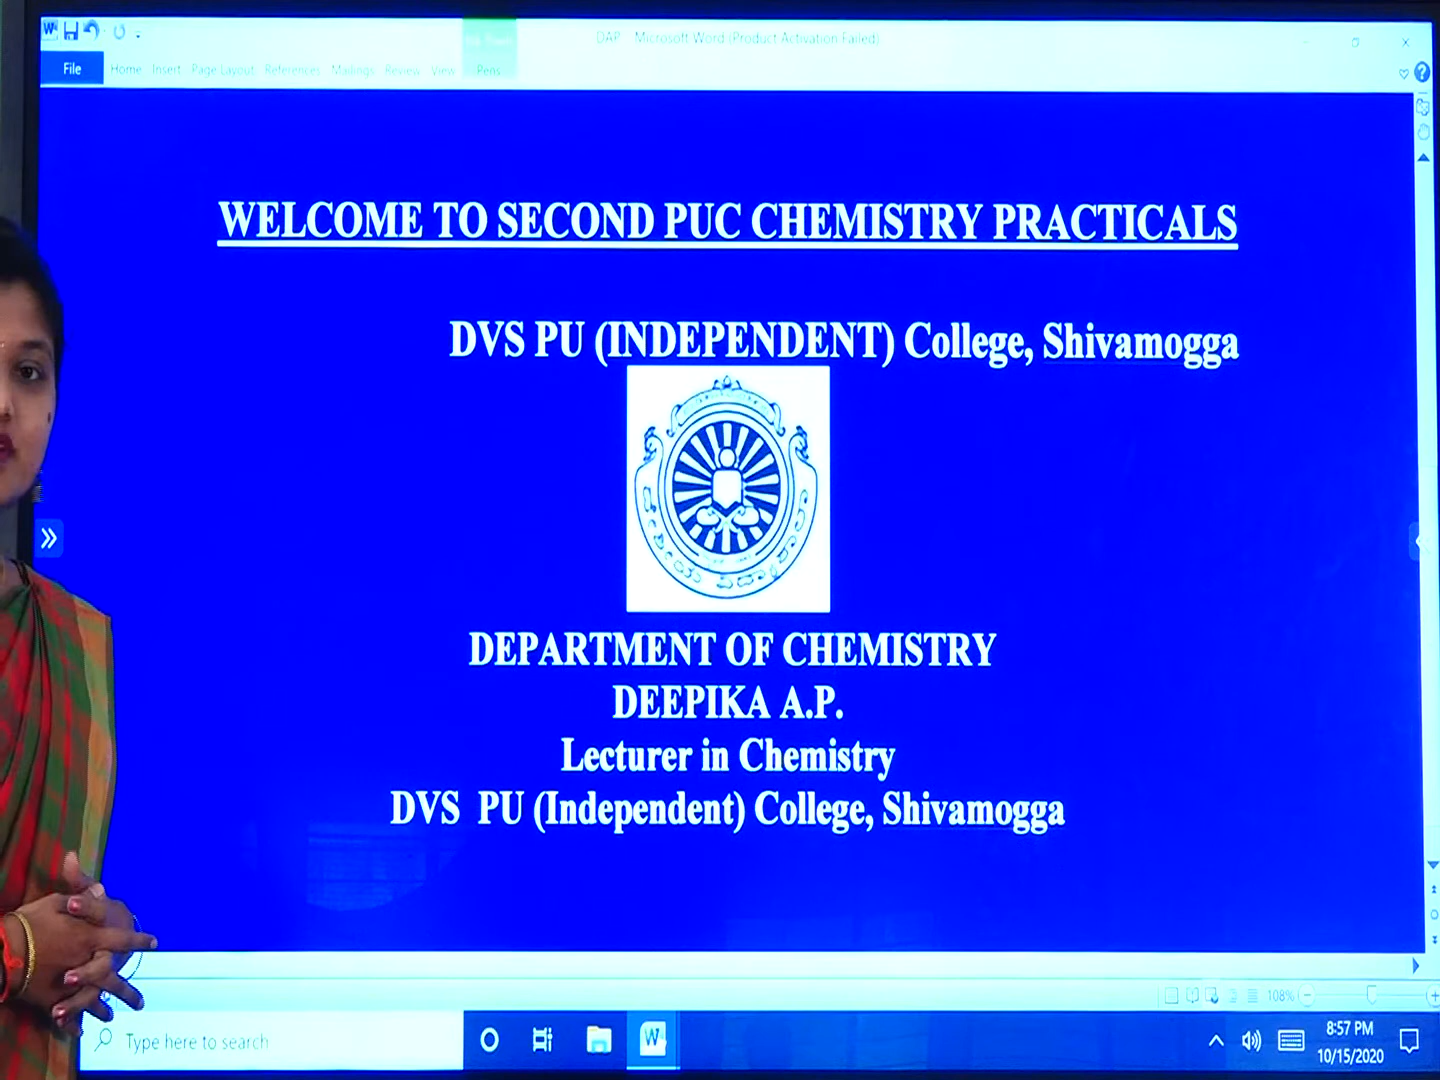 DAP - Microsoft Word (Product Activation Failed)
File Home Insert Page Layout References Mailings Review View Pens
WELCOME TO SECOND PUC CHEMISTRY PRACTICALS
DVS PU (INDEPENDENT) College, Shivamogga
DEPARTMENT OF CHEMISTRY
DEEPIKA A.P.
Lecturer in Chemistry
DVS PU (Independent) College, Shivamogga
108%
Type here to search
8:57 PM
10/15/2020